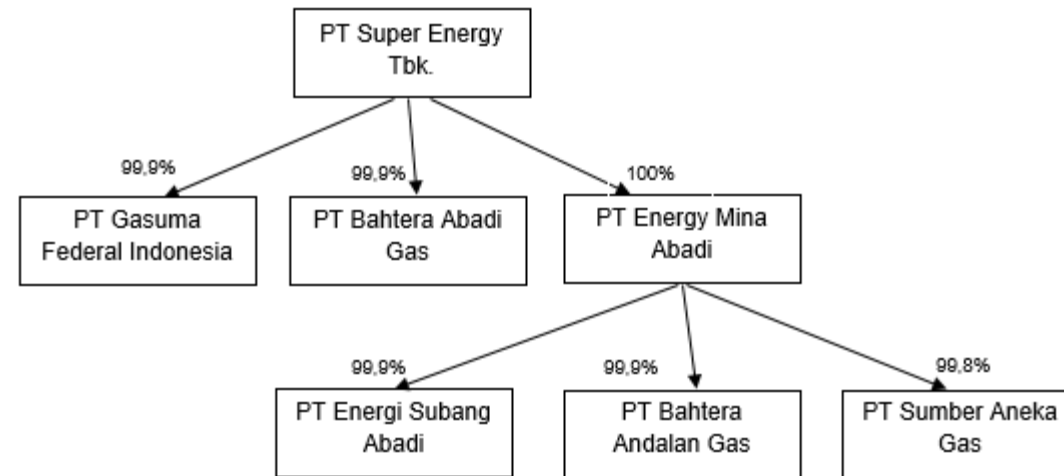 PT Super Energy
Tbk.
99,9%
99,9%
100%
PT Gasuma
Federal Indonesia
PT Bahtera Abadi
Gas
PT Energy Mina
Abadi
99,9%
99,9%
99,8%
PT Energi Subang
Abadi
PT Bahtera
Andalan Gas
PT Sumber Aneka
Gas